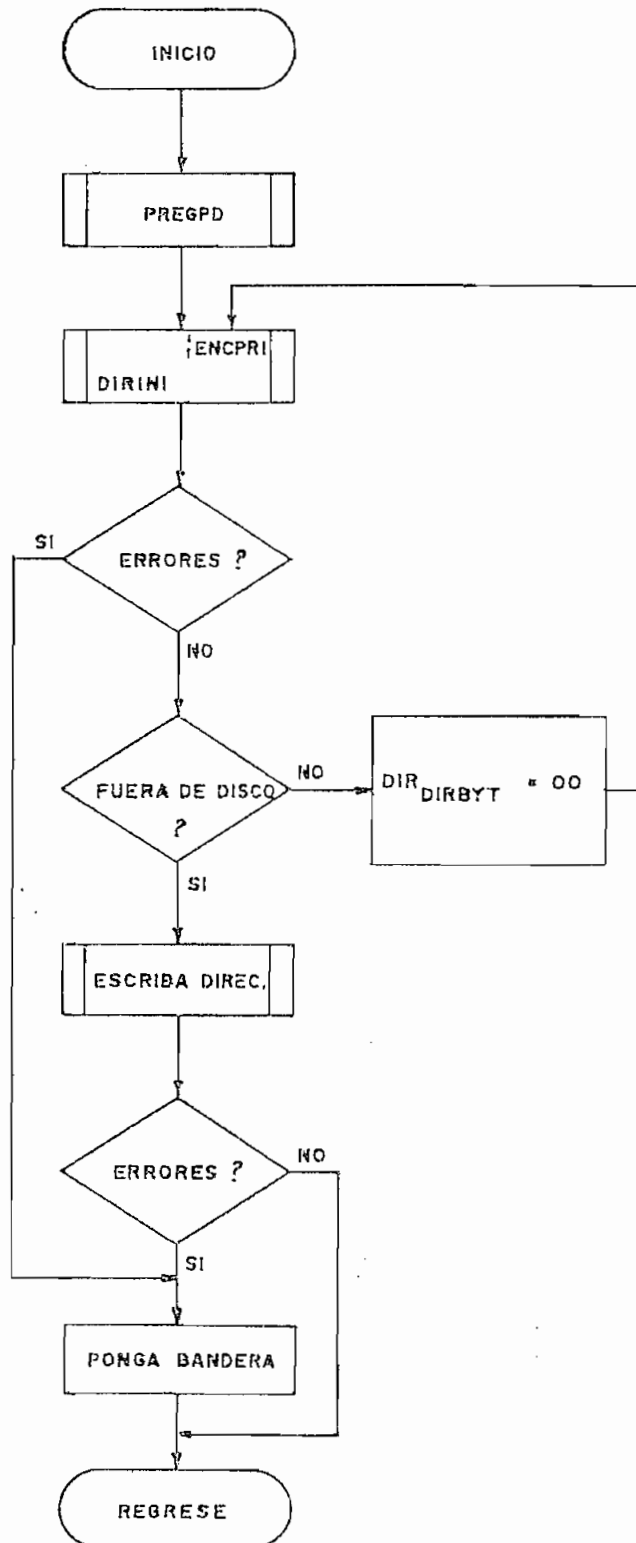 INICIO
PREGPD
↑ENCPRI
DIRINI
ERRORES ?
SI
NO
FUERA DE DISCO
?
NO
DIR DIRBYT = 00
SI
ESCRIBA DIREC.
ERRORES ?
NO
SI
PONGA BANDERA
REGRESE